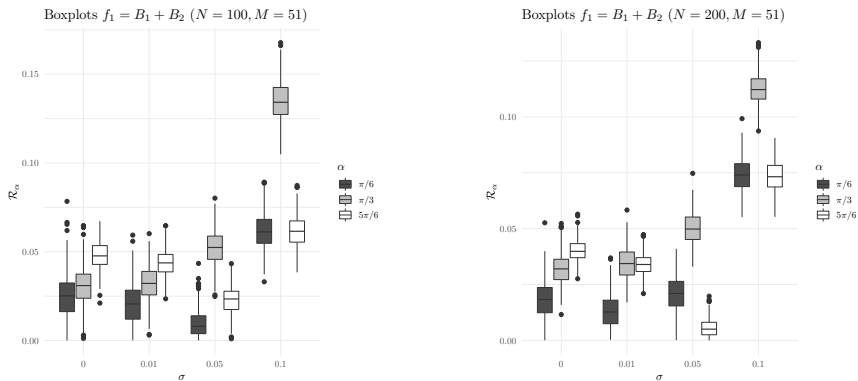 Boxplots f₁ = B₁ + B₂ (N = 100, M = 51)
0.15
0.10
0.05
0.00
𝓡α
0
0.01
0.05
0.1
σ
α
π/6
π/3
5π/6
Boxplots f₁ = B₁ + B₂ (N = 200, M = 51)
0.10
0.05
0.00
𝓡α
0
0.01
0.05
0.1
σ
α
π/6
π/3
5π/6